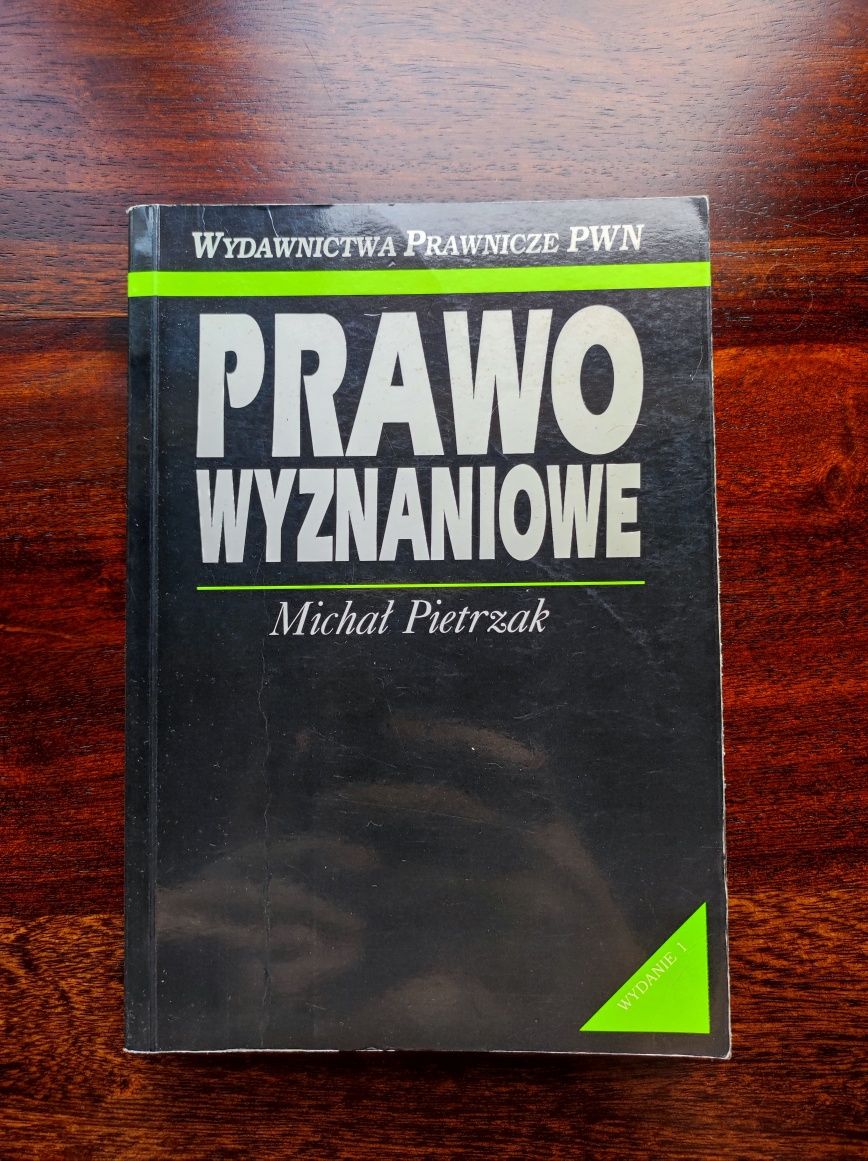 WYDAWNICTWA PRAWNICZE PWN
PRAWO
WYZNANIOWE
Michał Pietrzak
WYDANIE 1